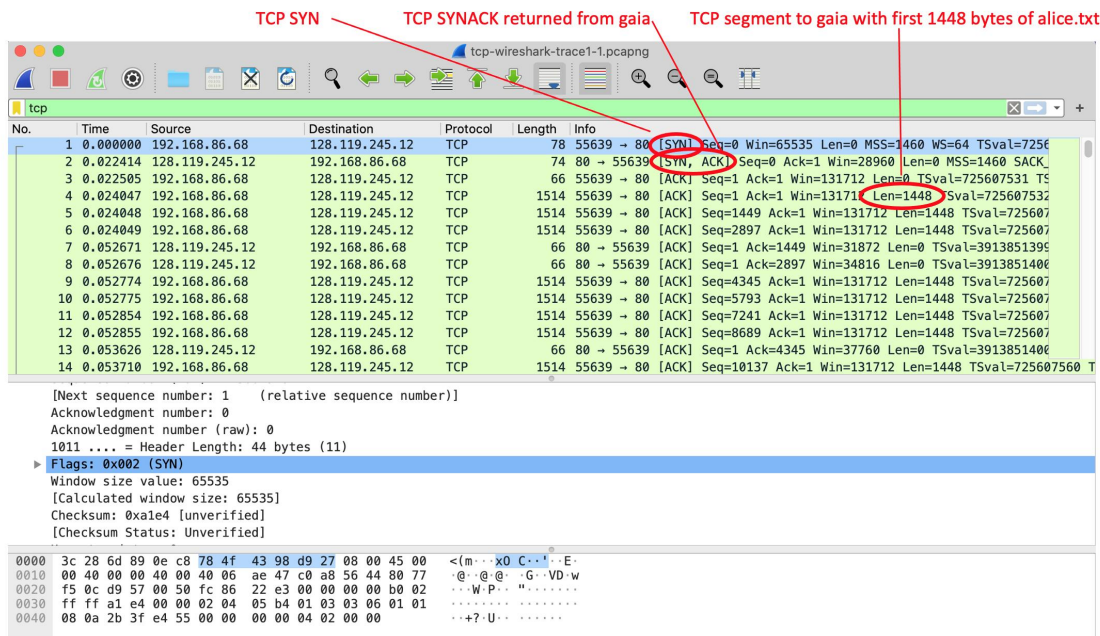 TCP SYN TCP SYNACK returned from gaia TCP segment to gaia with first 1448 bytes of alice.txt
tcp-wireshark-trace1-1.pcapng
tcp
No. Time Source Destination Protocol Length Info
1 0.000000 192.168.86.68 128.119.245.12 TCP 78 55639 → 80 [SYN] Seq=0 Win=65535 Len=0 MSS=1460 WS=64 TSval=7256
2 0.022414 128.119.245.12 192.168.86.68 TCP 74 80 → 55639 [SYN, ACK] Seq=0 Ack=1 Win=28960 Len=0 MSS=1460 SACK_
3 0.022505 192.168.86.68 128.119.245.12 TCP 66 55639 → 80 [ACK] Seq=1 Ack=1 Win=131712 Len=0 TSval=725607531 TS
4 0.024047 192.168.86.68 128.119.245.12 TCP 1514 55639 → 80 [ACK] Seq=1 Ack=1 Win=131712 Len=1448 TSval=725607532
5 0.024048 192.168.86.68 128.119.245.12 TCP 1514 55639 → 80 [ACK] Seq=1449 Ack=1 Win=131712 Len=1448 TSval=725607
6 0.024049 192.168.86.68 128.119.245.12 TCP 1514 55639 → 80 [ACK] Seq=2897 Ack=1 Win=131712 Len=1448 TSval=725607
7 0.052671 128.119.245.12 192.168.86.68 TCP 66 80 → 55639 [ACK] Seq=1 Ack=1449 Win=31872 Len=0 TSval=3913851399
8 0.052676 128.119.245.12 192.168.86.68 TCP 66 80 → 55639 [ACK] Seq=1 Ack=2897 Win=34816 Len=0 TSval=3913851400
9 0.052774 192.168.86.68 128.119.245.12 TCP 1514 55639 → 80 [ACK] Seq=4345 Ack=1 Win=131712 Len=1448 TSval=725607
10 0.052775 192.168.86.68 128.119.245.12 TCP 1514 55639 → 80 [ACK] Seq=5793 Ack=1 Win=131712 Len=1448 TSval=725607
11 0.052854 192.168.86.68 128.119.245.12 TCP 1514 55639 → 80 [ACK] Seq=7241 Ack=1 Win=131712 Len=1448 TSval=725607
12 0.052855 192.168.86.68 128.119.245.12 TCP 1514 55639 → 80 [ACK] Seq=8689 Ack=1 Win=131712 Len=1448 TSval=725607
13 0.053626 128.119.245.12 192.168.86.68 TCP 66 80 → 55639 [ACK] Seq=1 Ack=4345 Win=37760 Len=0 TSval=3913851400
14 0.053710 192.168.86.68 128.119.245.12 TCP 1514 55639 → 80 [ACK] Seq=10137 Ack=1 Win=131712 Len=1448 TSval=725607560 T
[Next sequence number: 1 (relative sequence number)]
Acknowledgment number: 0
Acknowledgment number (raw): 0
1011 .... = Header Length: 44 bytes (11)
Flags: 0x002 (SYN)
Window size value: 65535
[Calculated window size: 65535]
Checksum: 0xa1e4 [unverified]
[Checksum Status: Unverified]
0000 3c 28 6d 89 0e c8 78 4f 43 98 d9 27 08 00 45 00 <(m···xO C··'··E·
0010 00 40 00 00 40 00 40 06 ae 47 c0 a8 56 44 80 77 ·@··@·@· ·G··VD·w
0020 f5 0c d9 57 00 50 fc 86 22 e3 00 00 00 00 b0 02 ···W·P·· "·······
0030 ff ff a1 e4 00 00 02 04 05 b4 01 03 03 06 01 01 ········ ········
0040 08 0a 2b 3f e4 55 00 00 00 00 04 02 00 00 ··+?·U·· ······